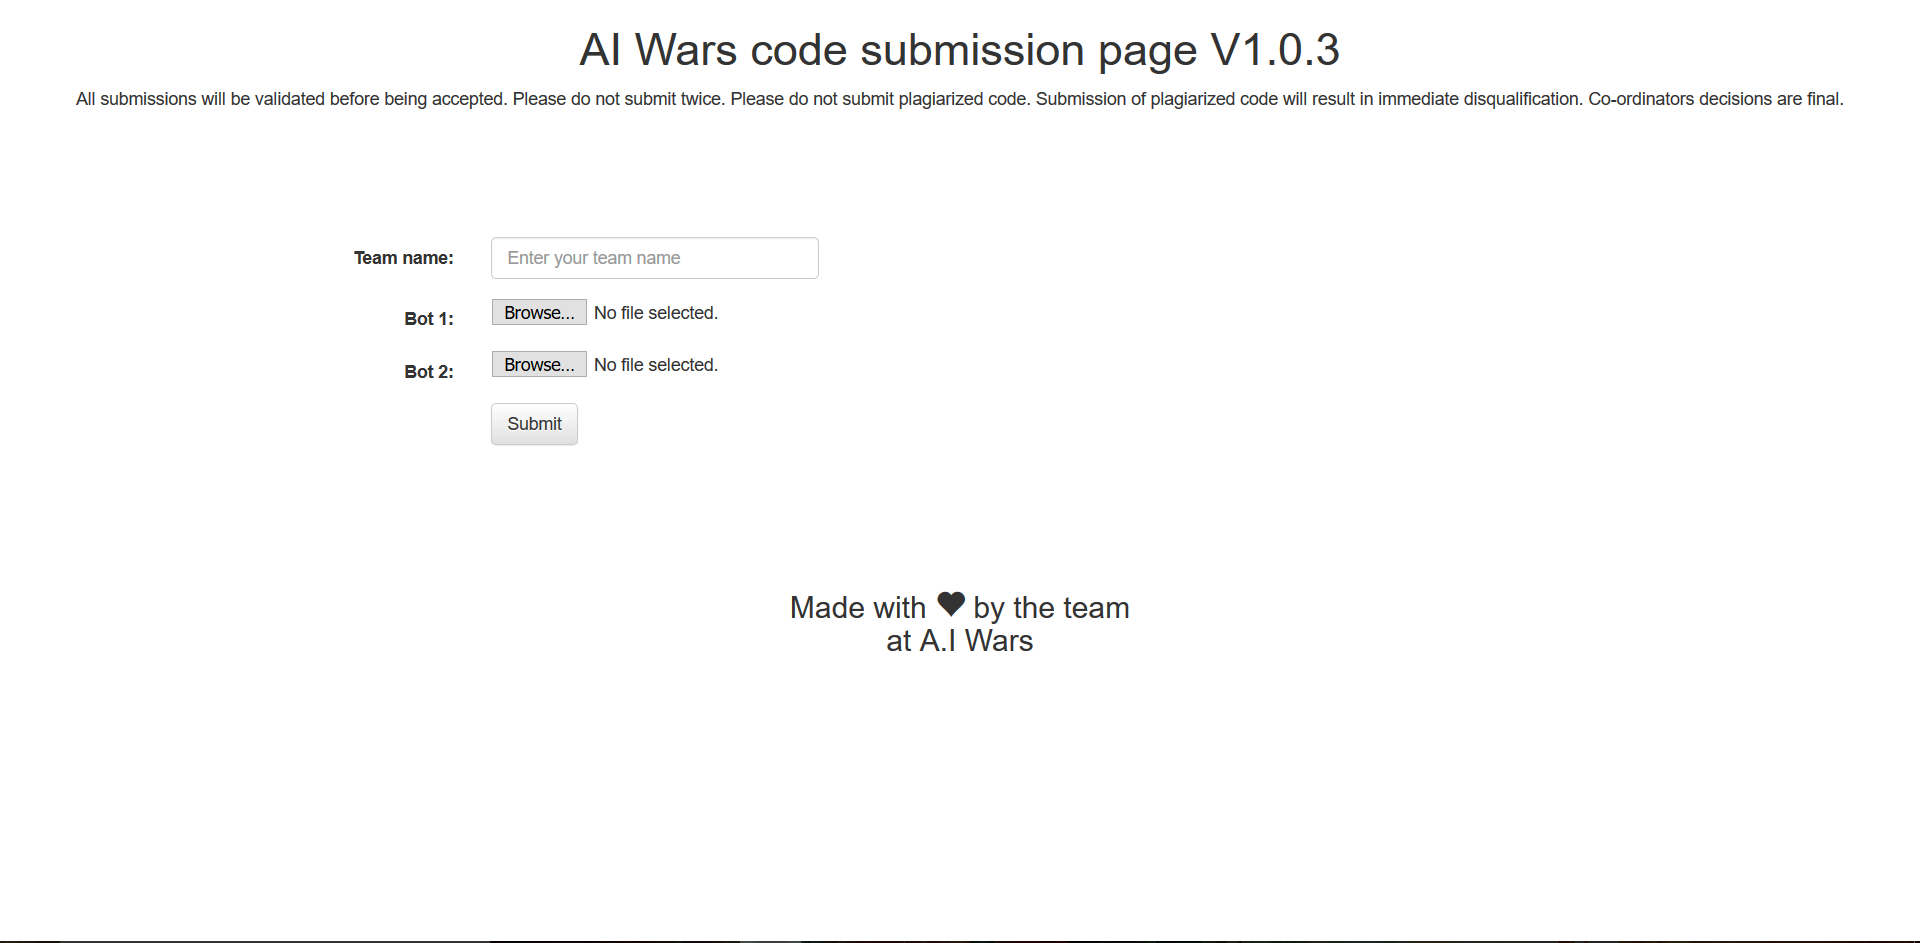 AI Wars code submission page V1.0.3
All submissions will be validated before being accepted. Please do not submit twice. Please do not submit plagiarized code. Submission of plagiarized code will result in immediate disqualification. Co-ordinators decisions are final.
Team name: Enter your team name
Bot 1: Browse... No file selected.
Bot 2: Browse... No file selected.
Submit
Made with ♥ by the team
at A.I Wars